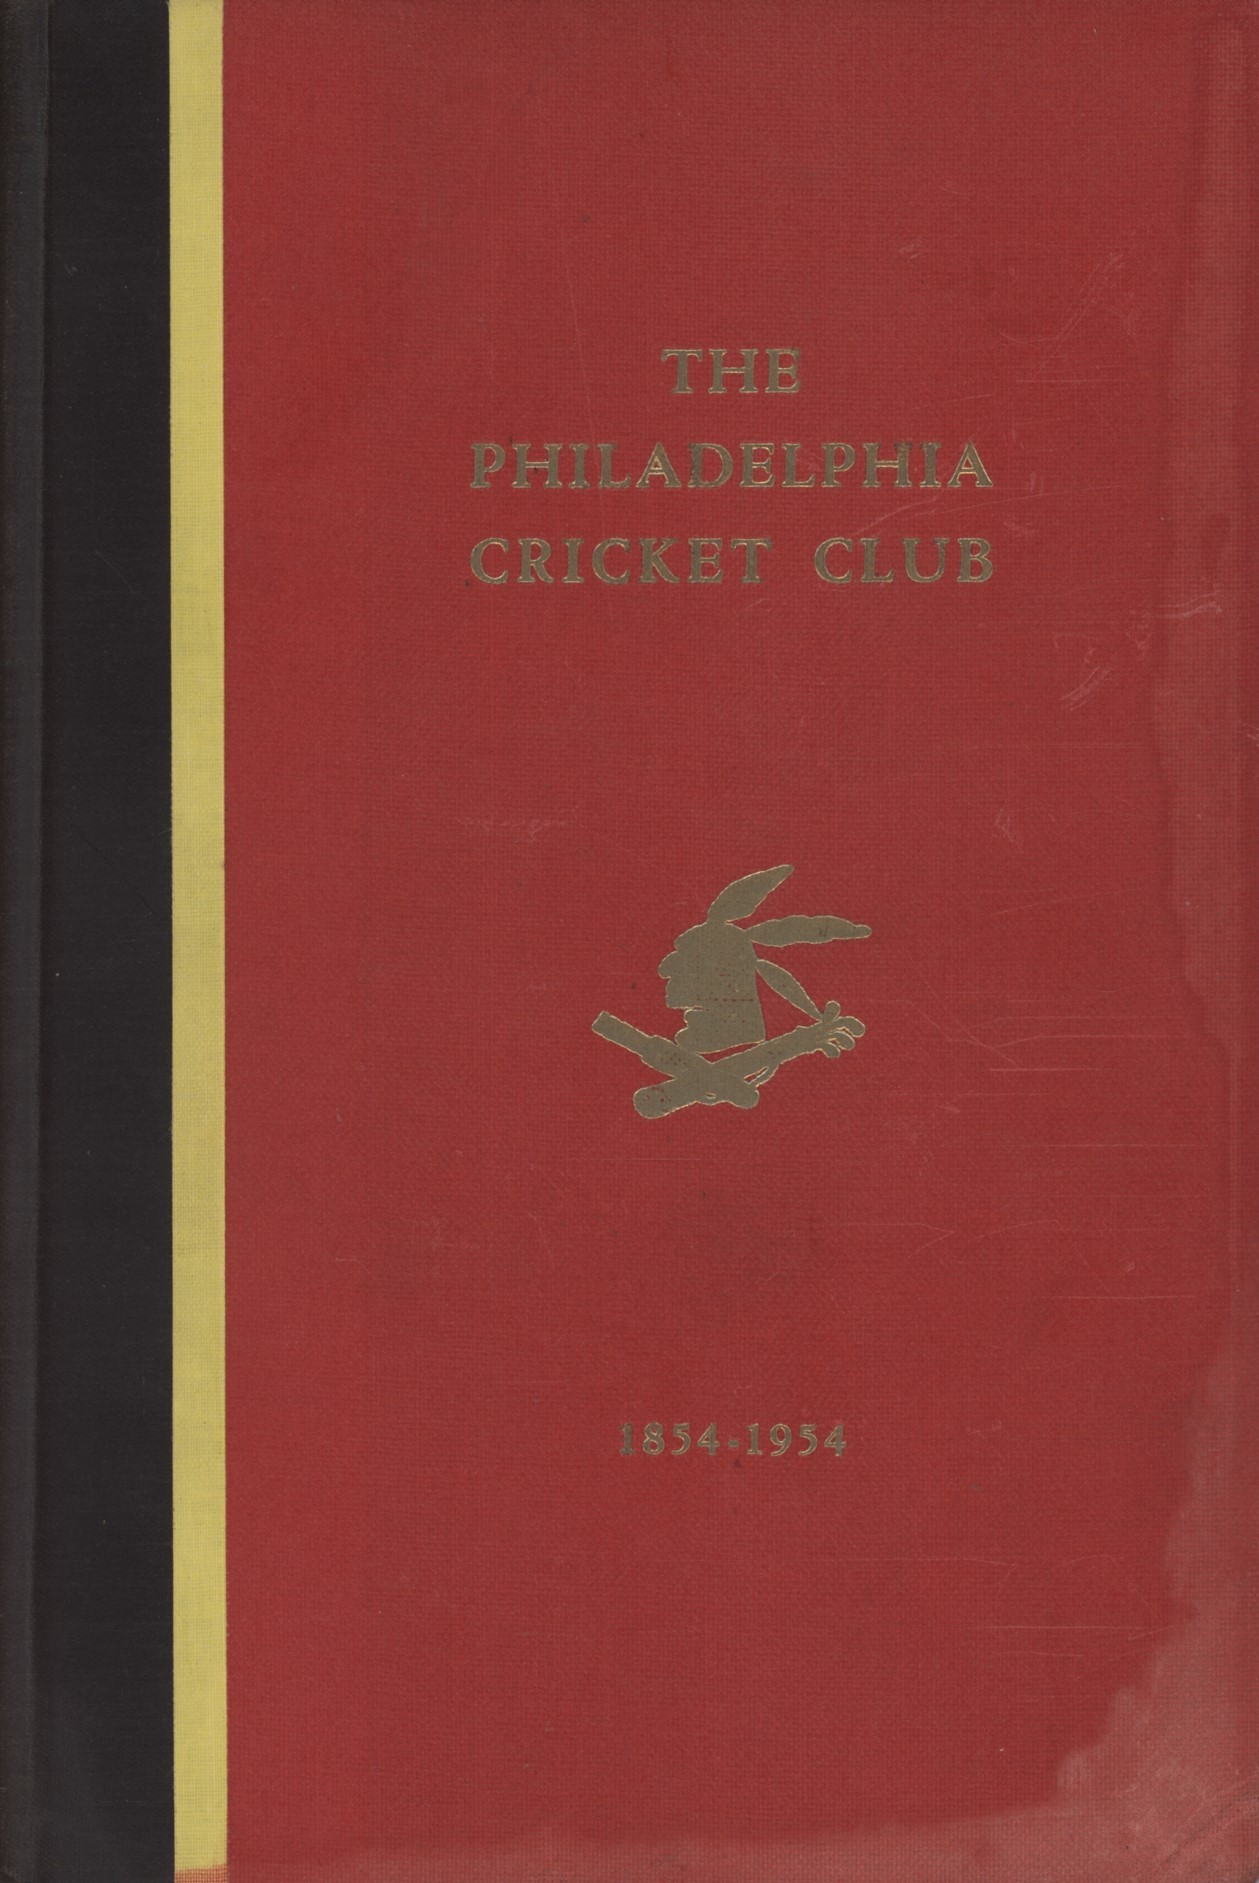 THE
PHILADELPHIA
CRICKET CLUB
1854-1954